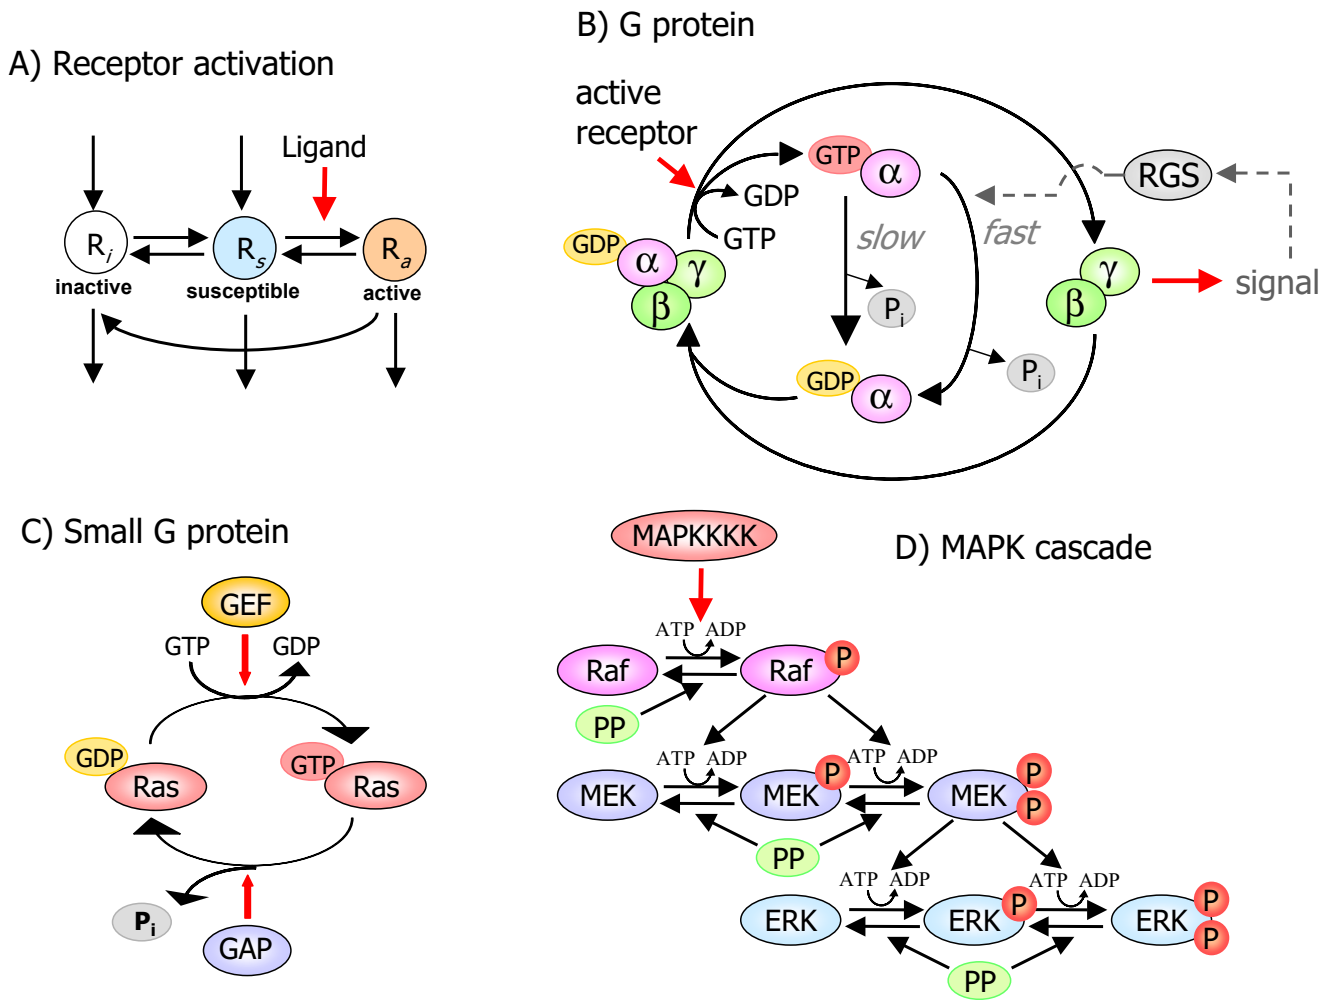 A) Receptor activation
Ligand
Ri
Rs
Ra
inactive
susceptible
active
B) G protein
active
receptor
GTP
α
GDP
GTP
slow
fast
RGS
GDP
α
γ
β
Pi
γ
β
signal
GDP
α
Pi
C) Small G protein
GEF
GTP
GDP
GDP
Ras
GTP
Ras
Pi
GAP
D) MAPK cascade
MAPKKKK
ATP
ADP
Raf
Raf
P
PP
ATP
ADP
ATP
ADP
MEK
MEK
P
MEK
P
P
PP
ATP
ADP
ATP
ADP
ERK
ERK
P
ERK
P
P
PP